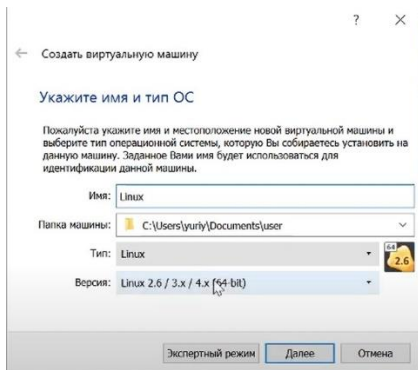 ?
Создать виртуальную машину
Укажите имя и тип ОС
Пожалуйста укажите имя и местоположение новой виртуальной машины и
выберите тип операционной системы, которую Вы собираетесь установить на
данную машину. Заданное Вами имя будет использоваться для
идентификации данной машины.
Имя: Linux
Папка машины: C:\Users\yuriy\Documents\user
Тип: Linux
64
2.6
Версия: Linux 2.6 / 3.x / 4.x (64-bit)
Экспертный режим Далее Отмена